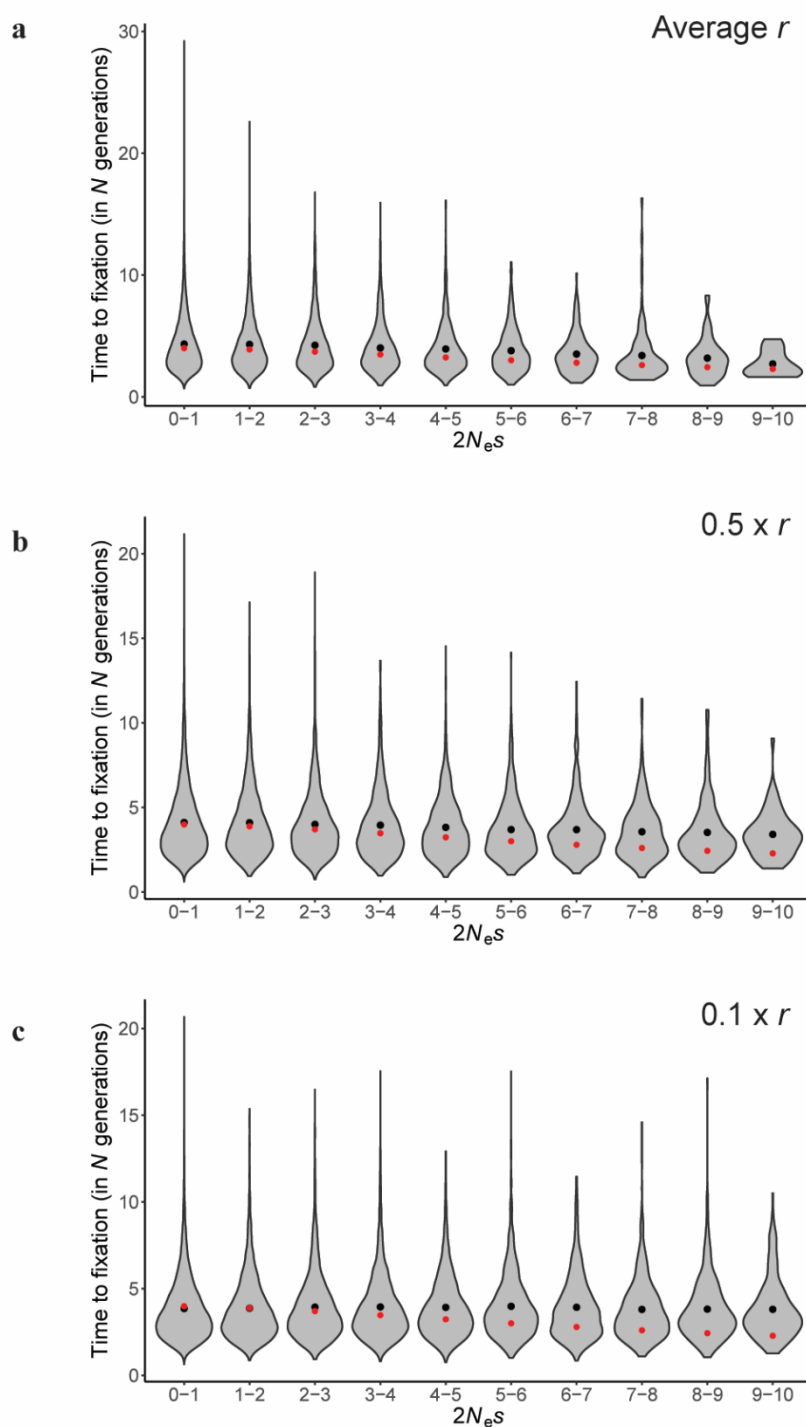 a
Average r
Time to fixation (in N generations)
30
20
10
0
0−1 1−2 2−3 3−4 4−5 5−6 6−7 7−8 8−9 9−10
2Nₑs
b
0.5 x r
Time to fixation (in N generations)
20
15
10
5
0
0−1 1−2 2−3 3−4 4−5 5−6 6−7 7−8 8−9 9−10
2Nₑs
c
0.1 x r
Time to fixation (in N generations)
20
15
10
5
0
0−1 1−2 2−3 3−4 4−5 5−6 6−7 7−8 8−9 9−10
2Nₑs